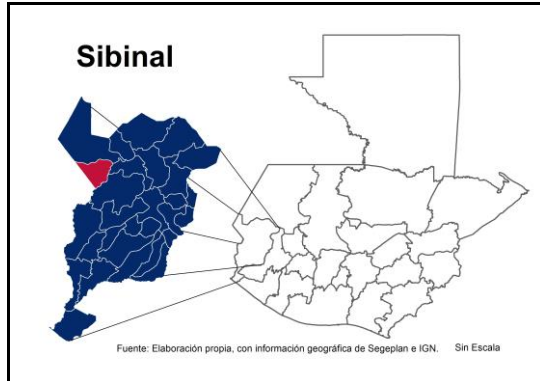 Sibinal
Fuente: Elaboración propia, con información geográfica de Segeplan e IGN. Sin Escala